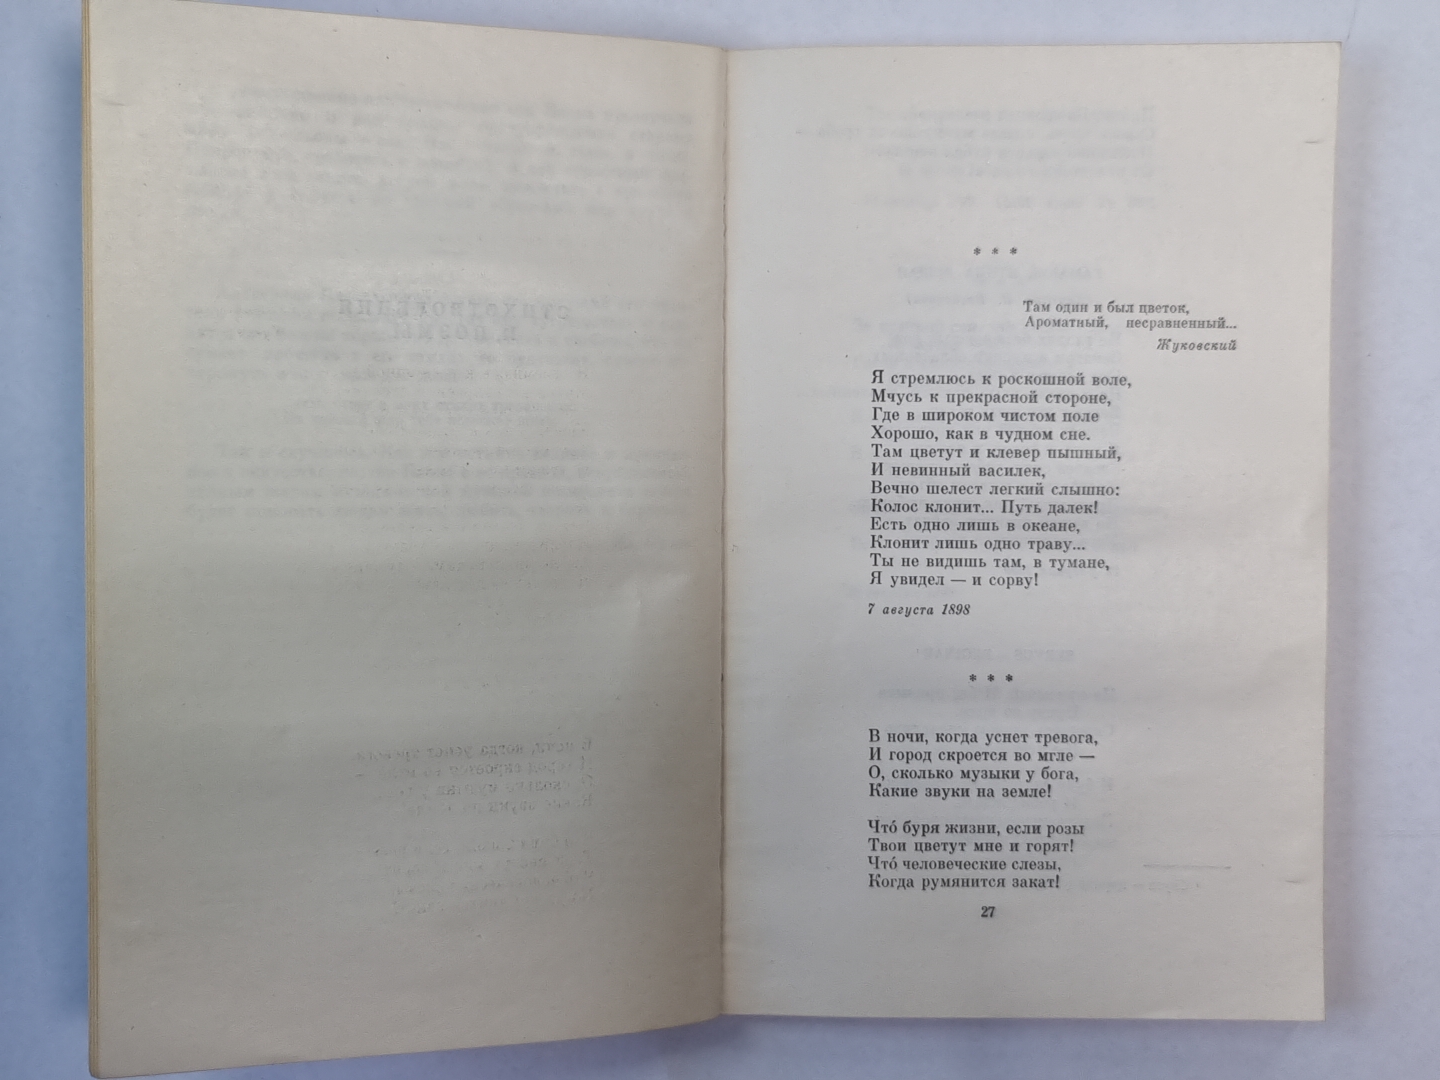 * * *
Там один и был цветок,
Ароматный, несравненный...
Жуковский
Я стремлюсь к роскошной воле,
Мчусь к прекрасной стороне,
Где в широком чистом поле
Хорошо, как в чудном сне.
Там цветут и клевер пышный,
И невинный василек,
Вечно шелест легкий слышно:
Колос клонит... Путь далек!
Есть одно лишь в океане,
Клонит лишь одно траву...
Ты не видишь там, в тумане,
Я увидел — и сорву!
7 августа 1898
* * *
В ночи, когда уснет тревога,
И город скроется во мгле —
О, сколько музыки у бога,
Какие звуки на земле!
Что́ буря жизни, если розы
Твои цветут мне и горят!
Что́ человеческие слезы,
Когда румянится закат!
27